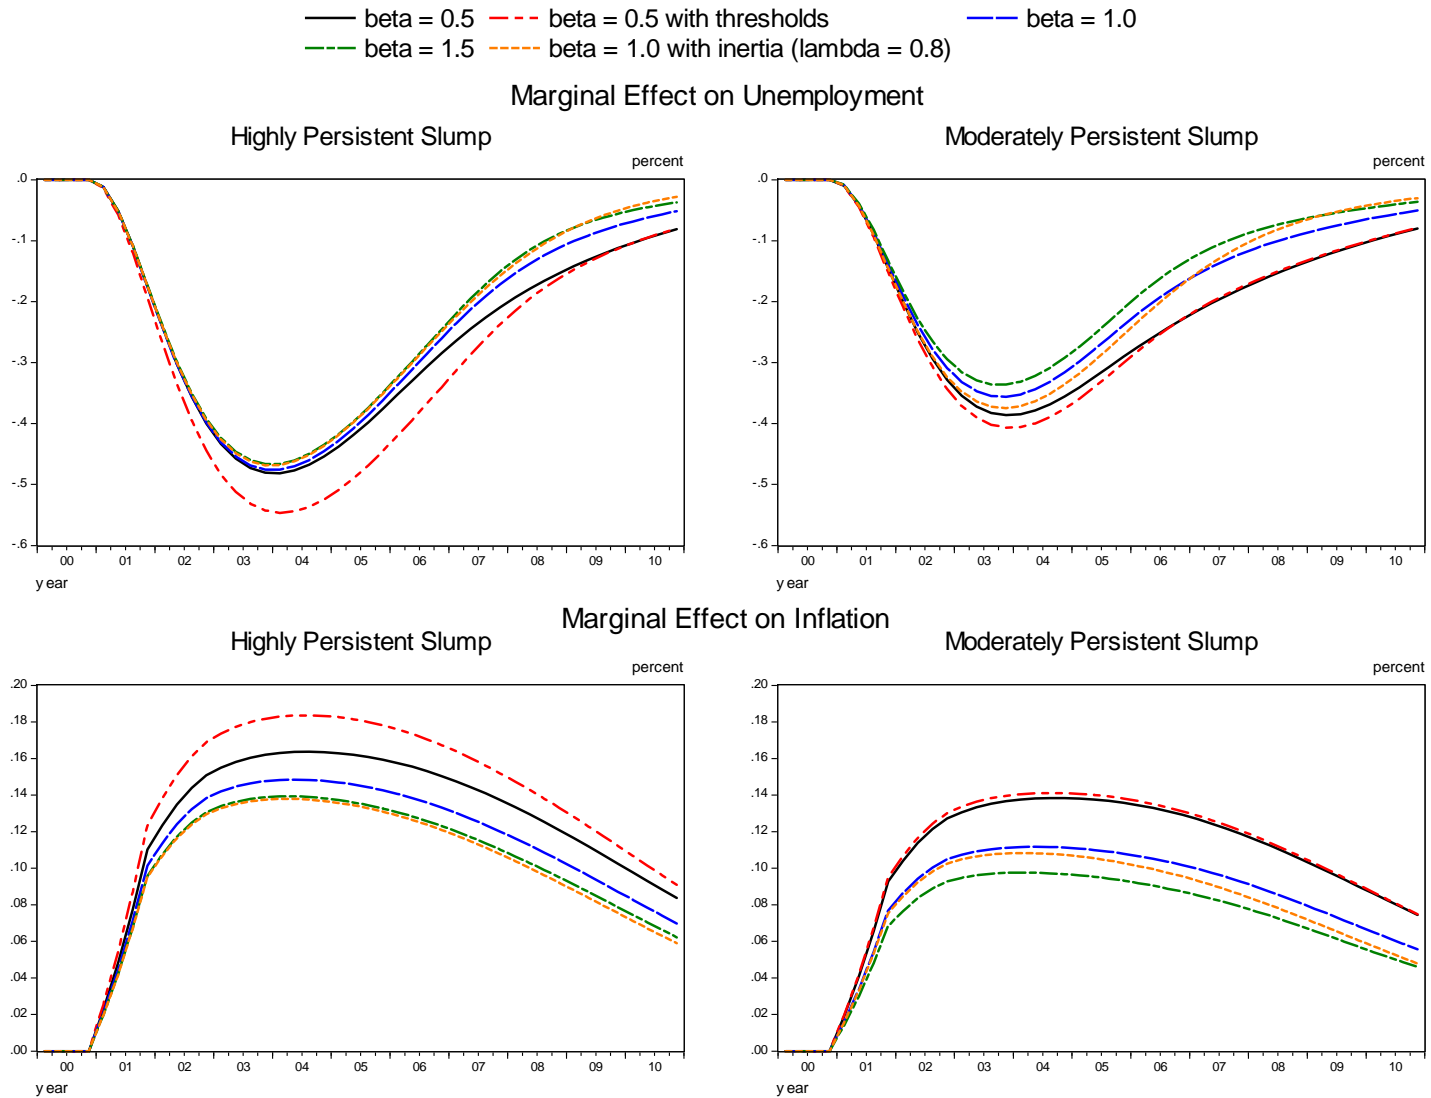 beta = 0.5 beta = 0.5 with thresholds beta = 1.0
beta = 1.5 beta = 1.0 with inertia (lambda = 0.8)
Marginal Effect on Unemployment
Highly Persistent Slump
percent
.0
-.1
-.2
-.3
-.4
-.5
-.6
00 01 02 03 04 05 06 07 08 09 10
year
Moderately Persistent Slump
percent
.0
-.1
-.2
-.3
-.4
-.5
-.6
00 01 02 03 04 05 06 07 08 09 10
year
Marginal Effect on Inflation
Highly Persistent Slump
percent
.20
.18
.16
.14
.12
.10
.08
.06
.04
.02
.00
00 01 02 03 04 05 06 07 08 09 10
year
Moderately Persistent Slump
percent
.20
.18
.16
.14
.12
.10
.08
.06
.04
.02
.00
00 01 02 03 04 05 06 07 08 09 10
year